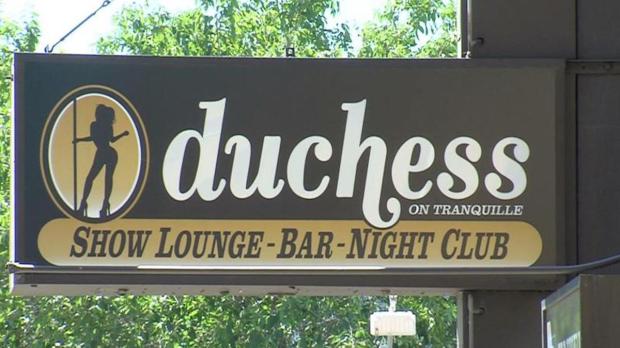 duchess
ON TRANQUILLE
SHOW LOUNGE - BAR - NIGHT CLUB